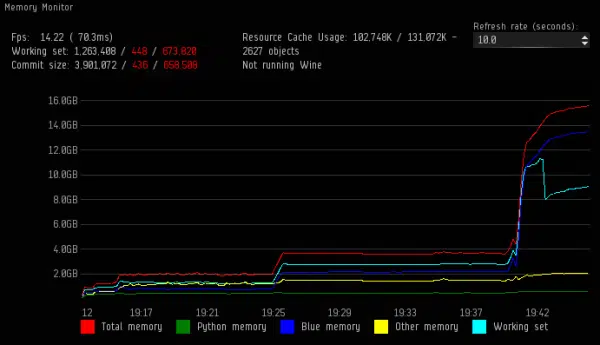 Memory Monitor
Fps: 14.22 ( 70.3ms)
Working set: 1,263,408 / 448 / 673,020
Commit size: 3,901,072 / 436 / 658,508
Resource Cache Usage: 102,748K / 131,072K -
2627 objects
Not running Wine
Refresh rate (seconds):
10.0
16.0GB
14.0GB
12.0GB
10.0GB
8.0GB
6.0GB
4.0GB
2.0GB
12 19:17 19:21 19:25 19:29 19:33 19:37 19:42
Total memory Python memory Blue memory Other memory Working set